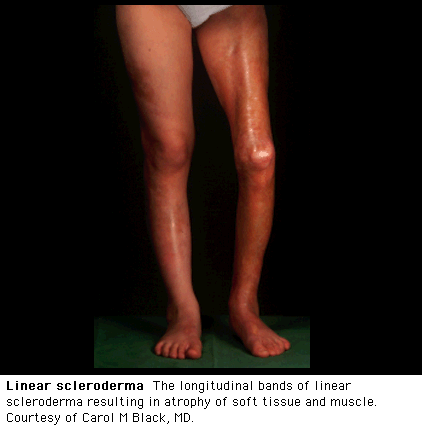 Linear scleroderma The longitudinal bands of linear
scleroderma resulting in atrophy of soft tissue and muscle.
Courtesy of Carol M Black, MD.